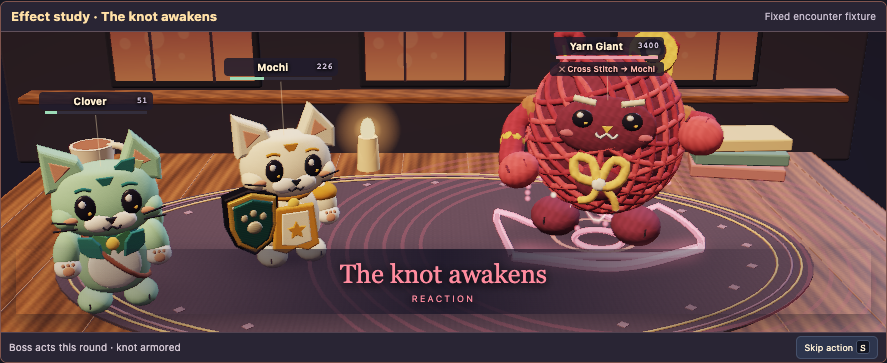 Effect study · The knot awakens
Fixed encounter fixture
Yarn Giant 3400
× Cross Stitch → Mochi
Mochi 226
Clover 51
The knot awakens
REACTION
Boss acts this round · knot armored
Skip action S